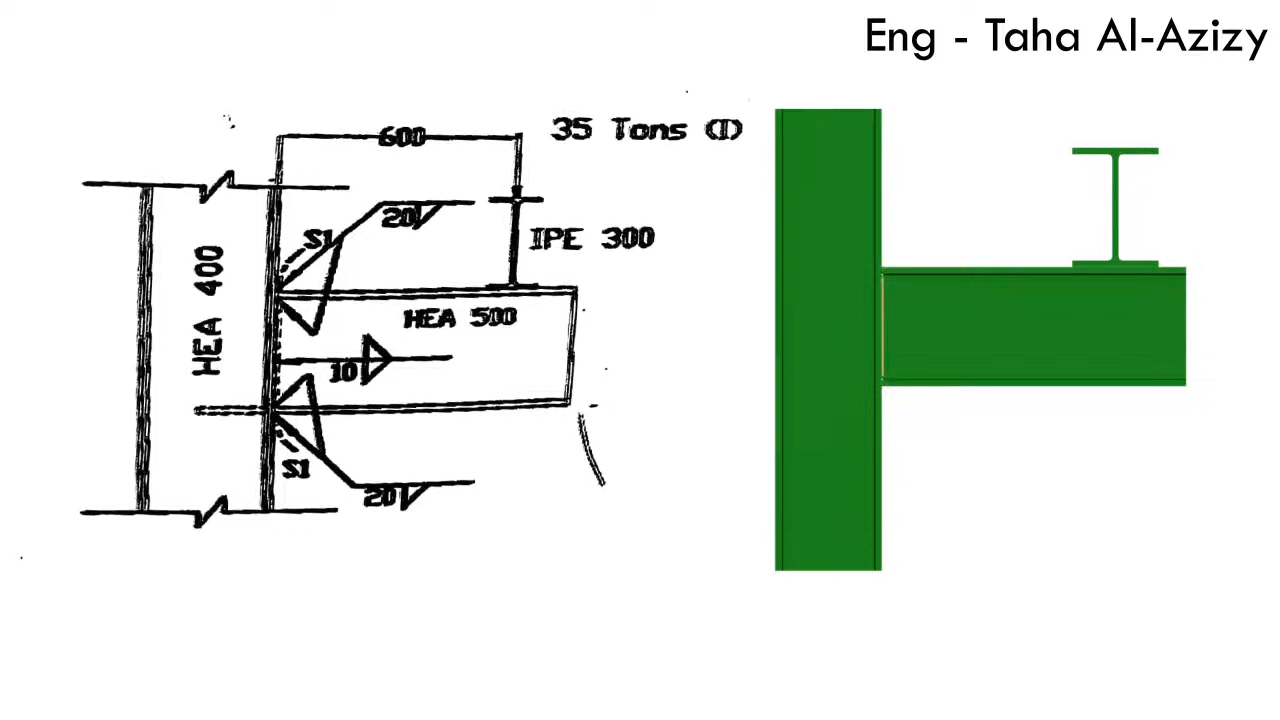 Eng - Taha Al-Azizy
600
35 Tons (I)
20
S1
IPE 300
HEA 400
HEA 500
10
S1
20